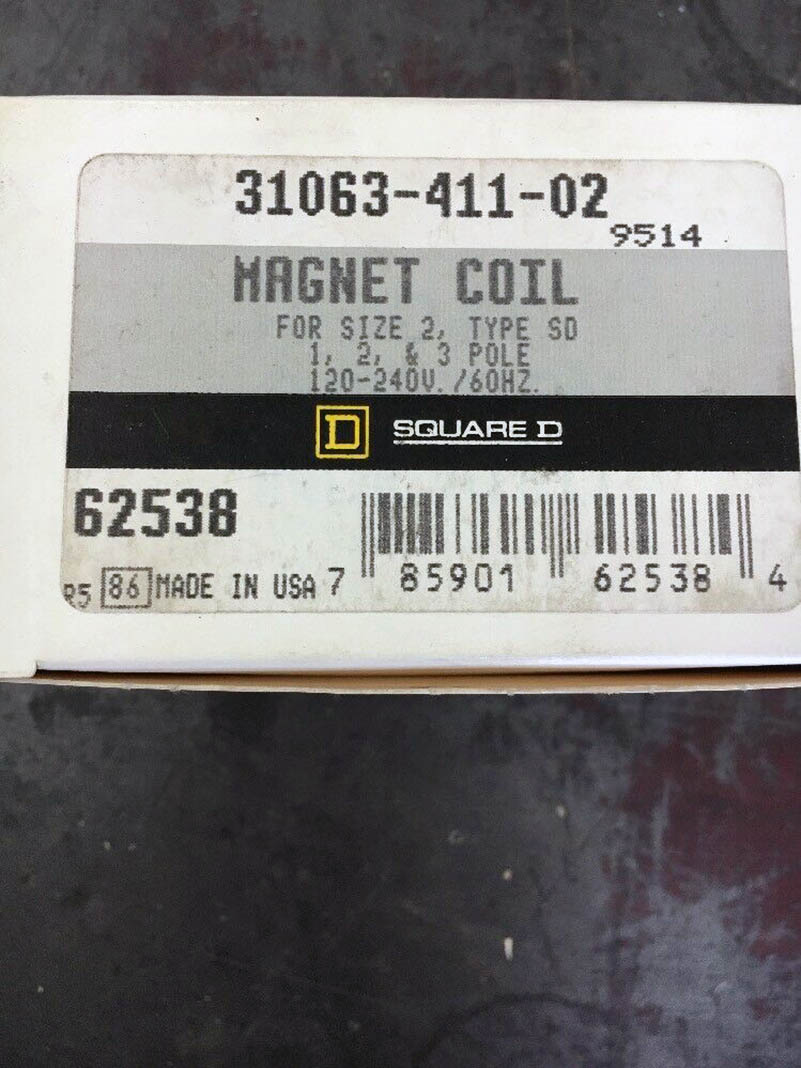 31063-411-02
9514
MAGNET COIL
FOR SIZE 2, TYPE SD
1, 2, & 3 POLE
120-240V./60HZ.
D SQUARE D
62538
R5 86 MADE IN USA 7 85901 62538 4